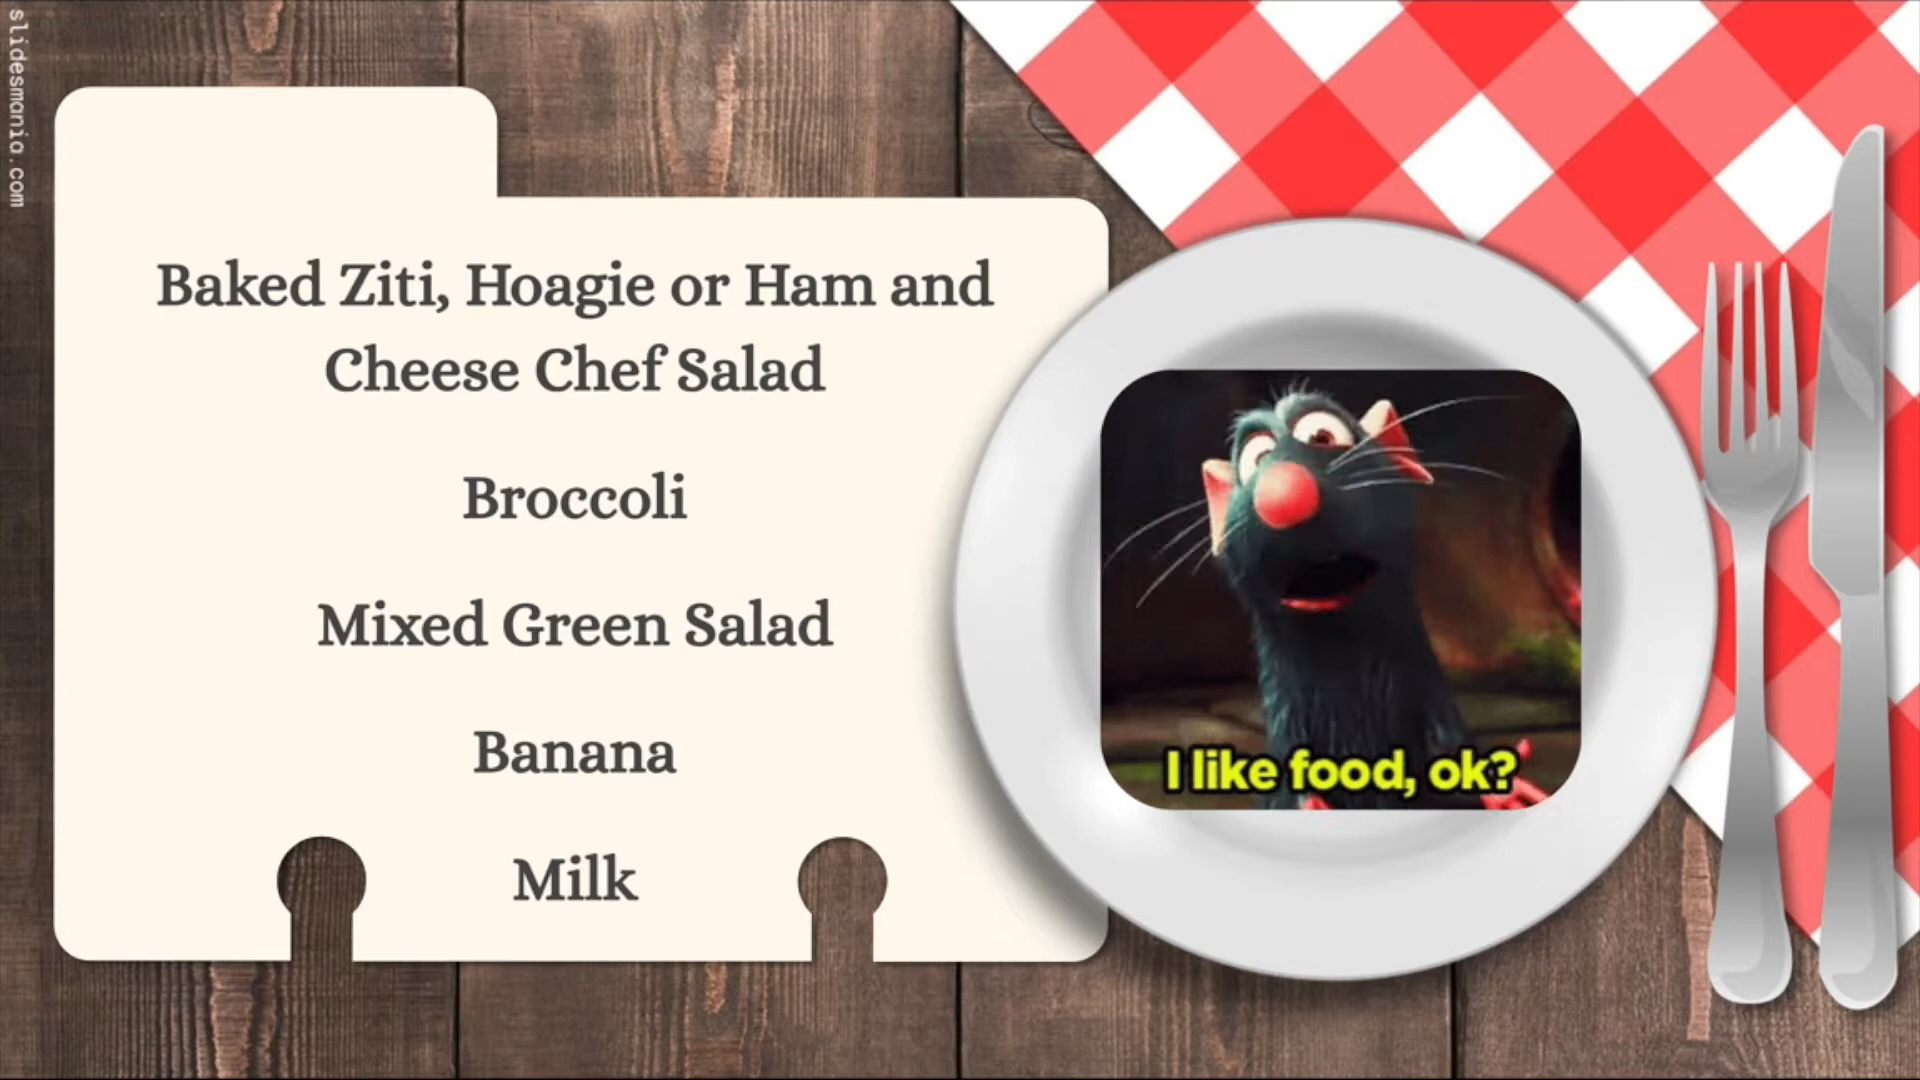 slidesmania.com
Baked Ziti, Hoagie or Ham and
Cheese Chef Salad
Broccoli
Mixed Green Salad
Banana
Milk
I like food, ok?